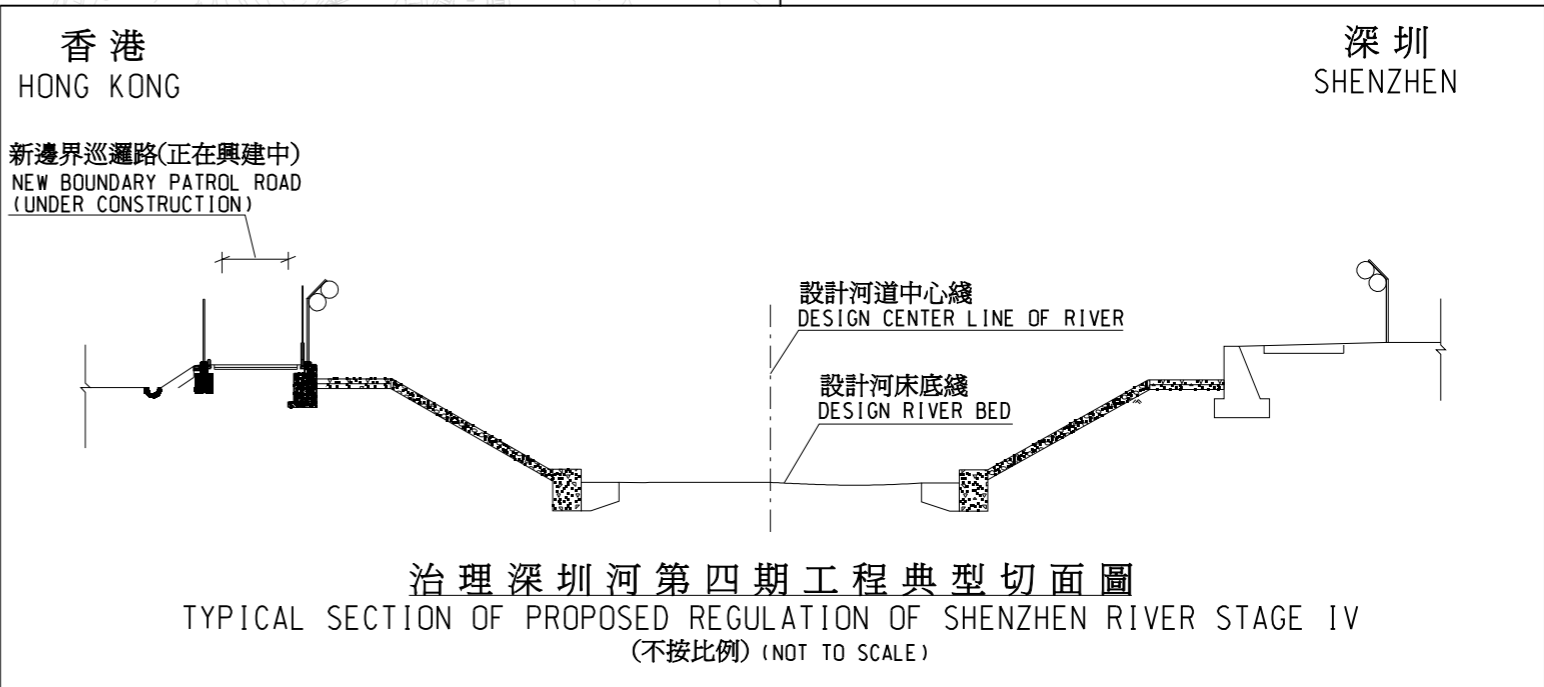 香港
HONG KONG
深圳
SHENZHEN
新邊界巡邏路(正在興建中)
NEW BOUNDARY PATROL ROAD
(UNDER CONSTRUCTION)
設計河道中心綫
DESIGN CENTER LINE OF RIVER
設計河床底綫
DESIGN RIVER BED
治理深圳河第四期工程典型切面圖
TYPICAL SECTION OF PROPOSED REGULATION OF SHENZHEN RIVER STAGE IV
(不按比例) (NOT TO SCALE)